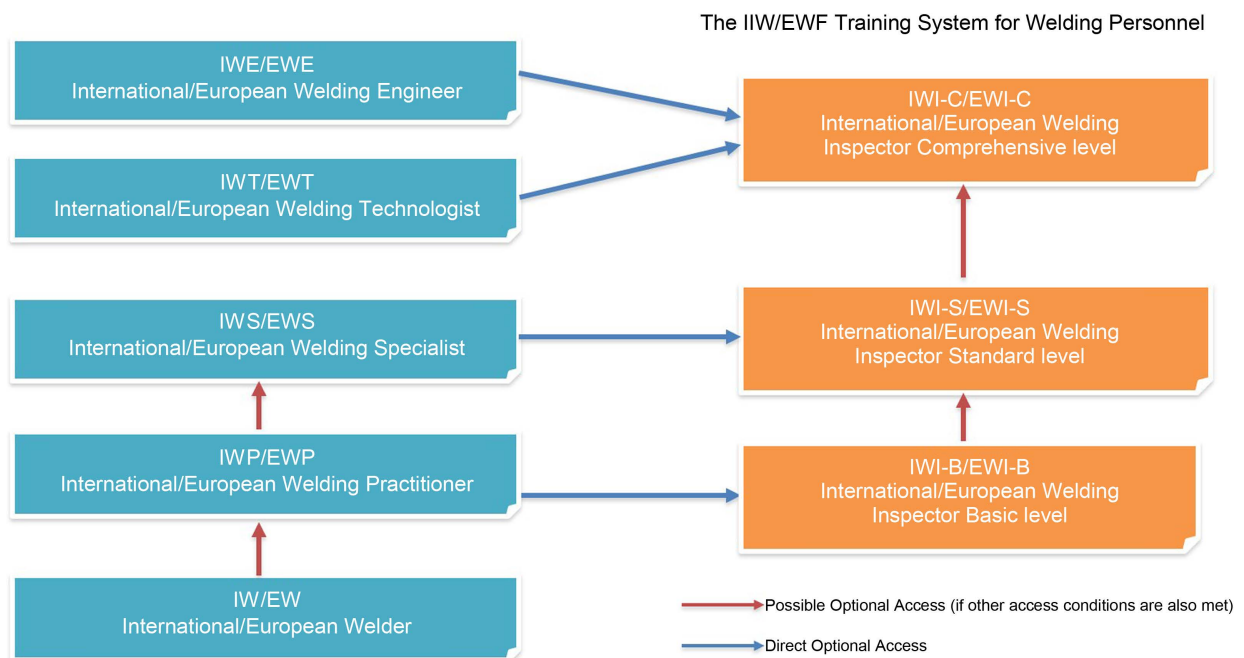 The IIW/EWF Training System for Welding Personnel
IWE/EWE
International/European Welding Engineer
IWT/EWT
International/European Welding Technologist
IWS/EWS
International/European Welding Specialist
IWP/EWP
International/European Welding Practitioner
IW/EW
International/European Welder
IWI-C/EWI-C
International/European Welding
Inspector Comprehensive level
IWI-S/EWI-S
International/European Welding
Inspector Standard level
IWI-B/EWI-B
International/European Welding
Inspector Basic level
Possible Optional Access (if other access conditions are also met)
Direct Optional Access